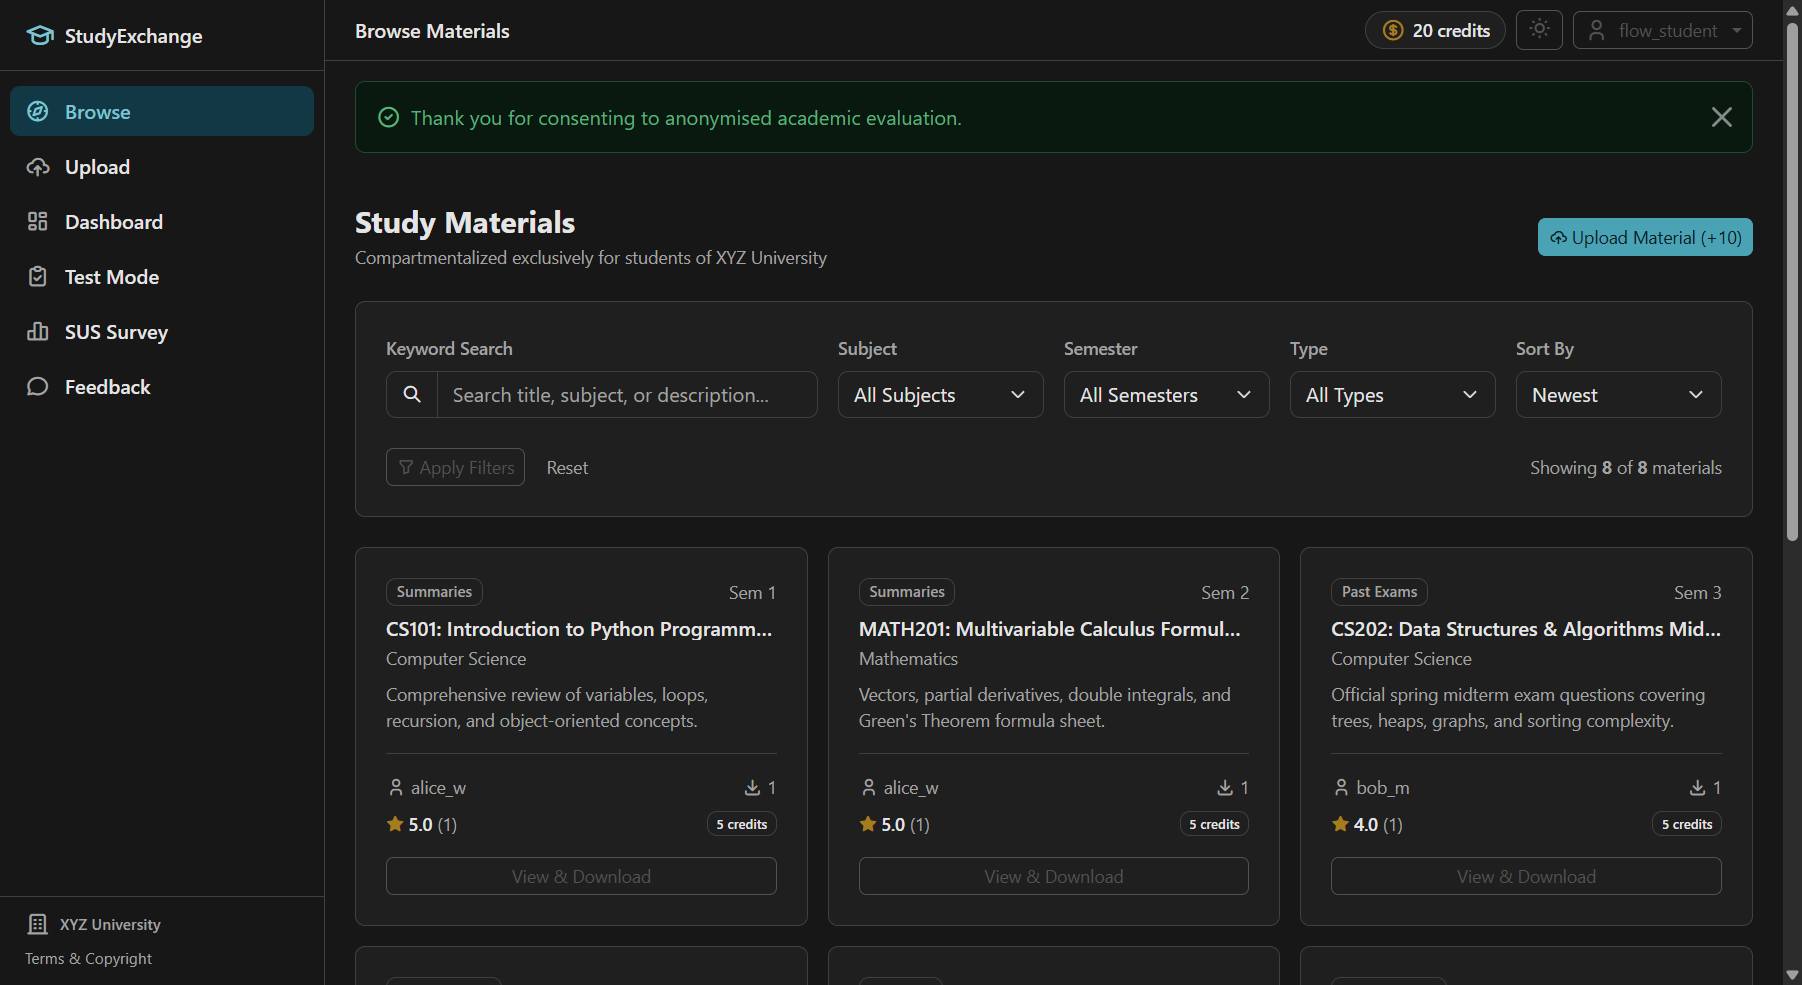 StudyExchange
Browse
Upload
Dashboard
Test Mode
SUS Survey
Feedback
XYZ University
Terms & Copyright
Browse Materials
20 credits
flow_student
Thank you for consenting to anonymised academic evaluation.
Study Materials
Compartmentalized exclusively for students of XYZ University
Upload Material (+10)
Keyword Search
Search title, subject, or description...
Subject
All Subjects
Semester
All Semesters
Type
All Types
Sort By
Newest
Apply Filters
Reset
Showing 8 of 8 materials
Summaries
Sem 1
CS101: Introduction to Python Programm...
Computer Science
Comprehensive review of variables, loops,
recursion, and object-oriented concepts.
alice_w
1
5.0 (1)
5 credits
View & Download
Summaries
Sem 2
MATH201: Multivariable Calculus Formul...
Mathematics
Vectors, partial derivatives, double integrals, and
Green's Theorem formula sheet.
alice_w
1
5.0 (1)
5 credits
View & Download
Past Exams
Sem 3
CS202: Data Structures & Algorithms Mid...
Computer Science
Official spring midterm exam questions covering
trees, heaps, graphs, and sorting complexity.
bob_m
1
4.0 (1)
5 credits
View & Download